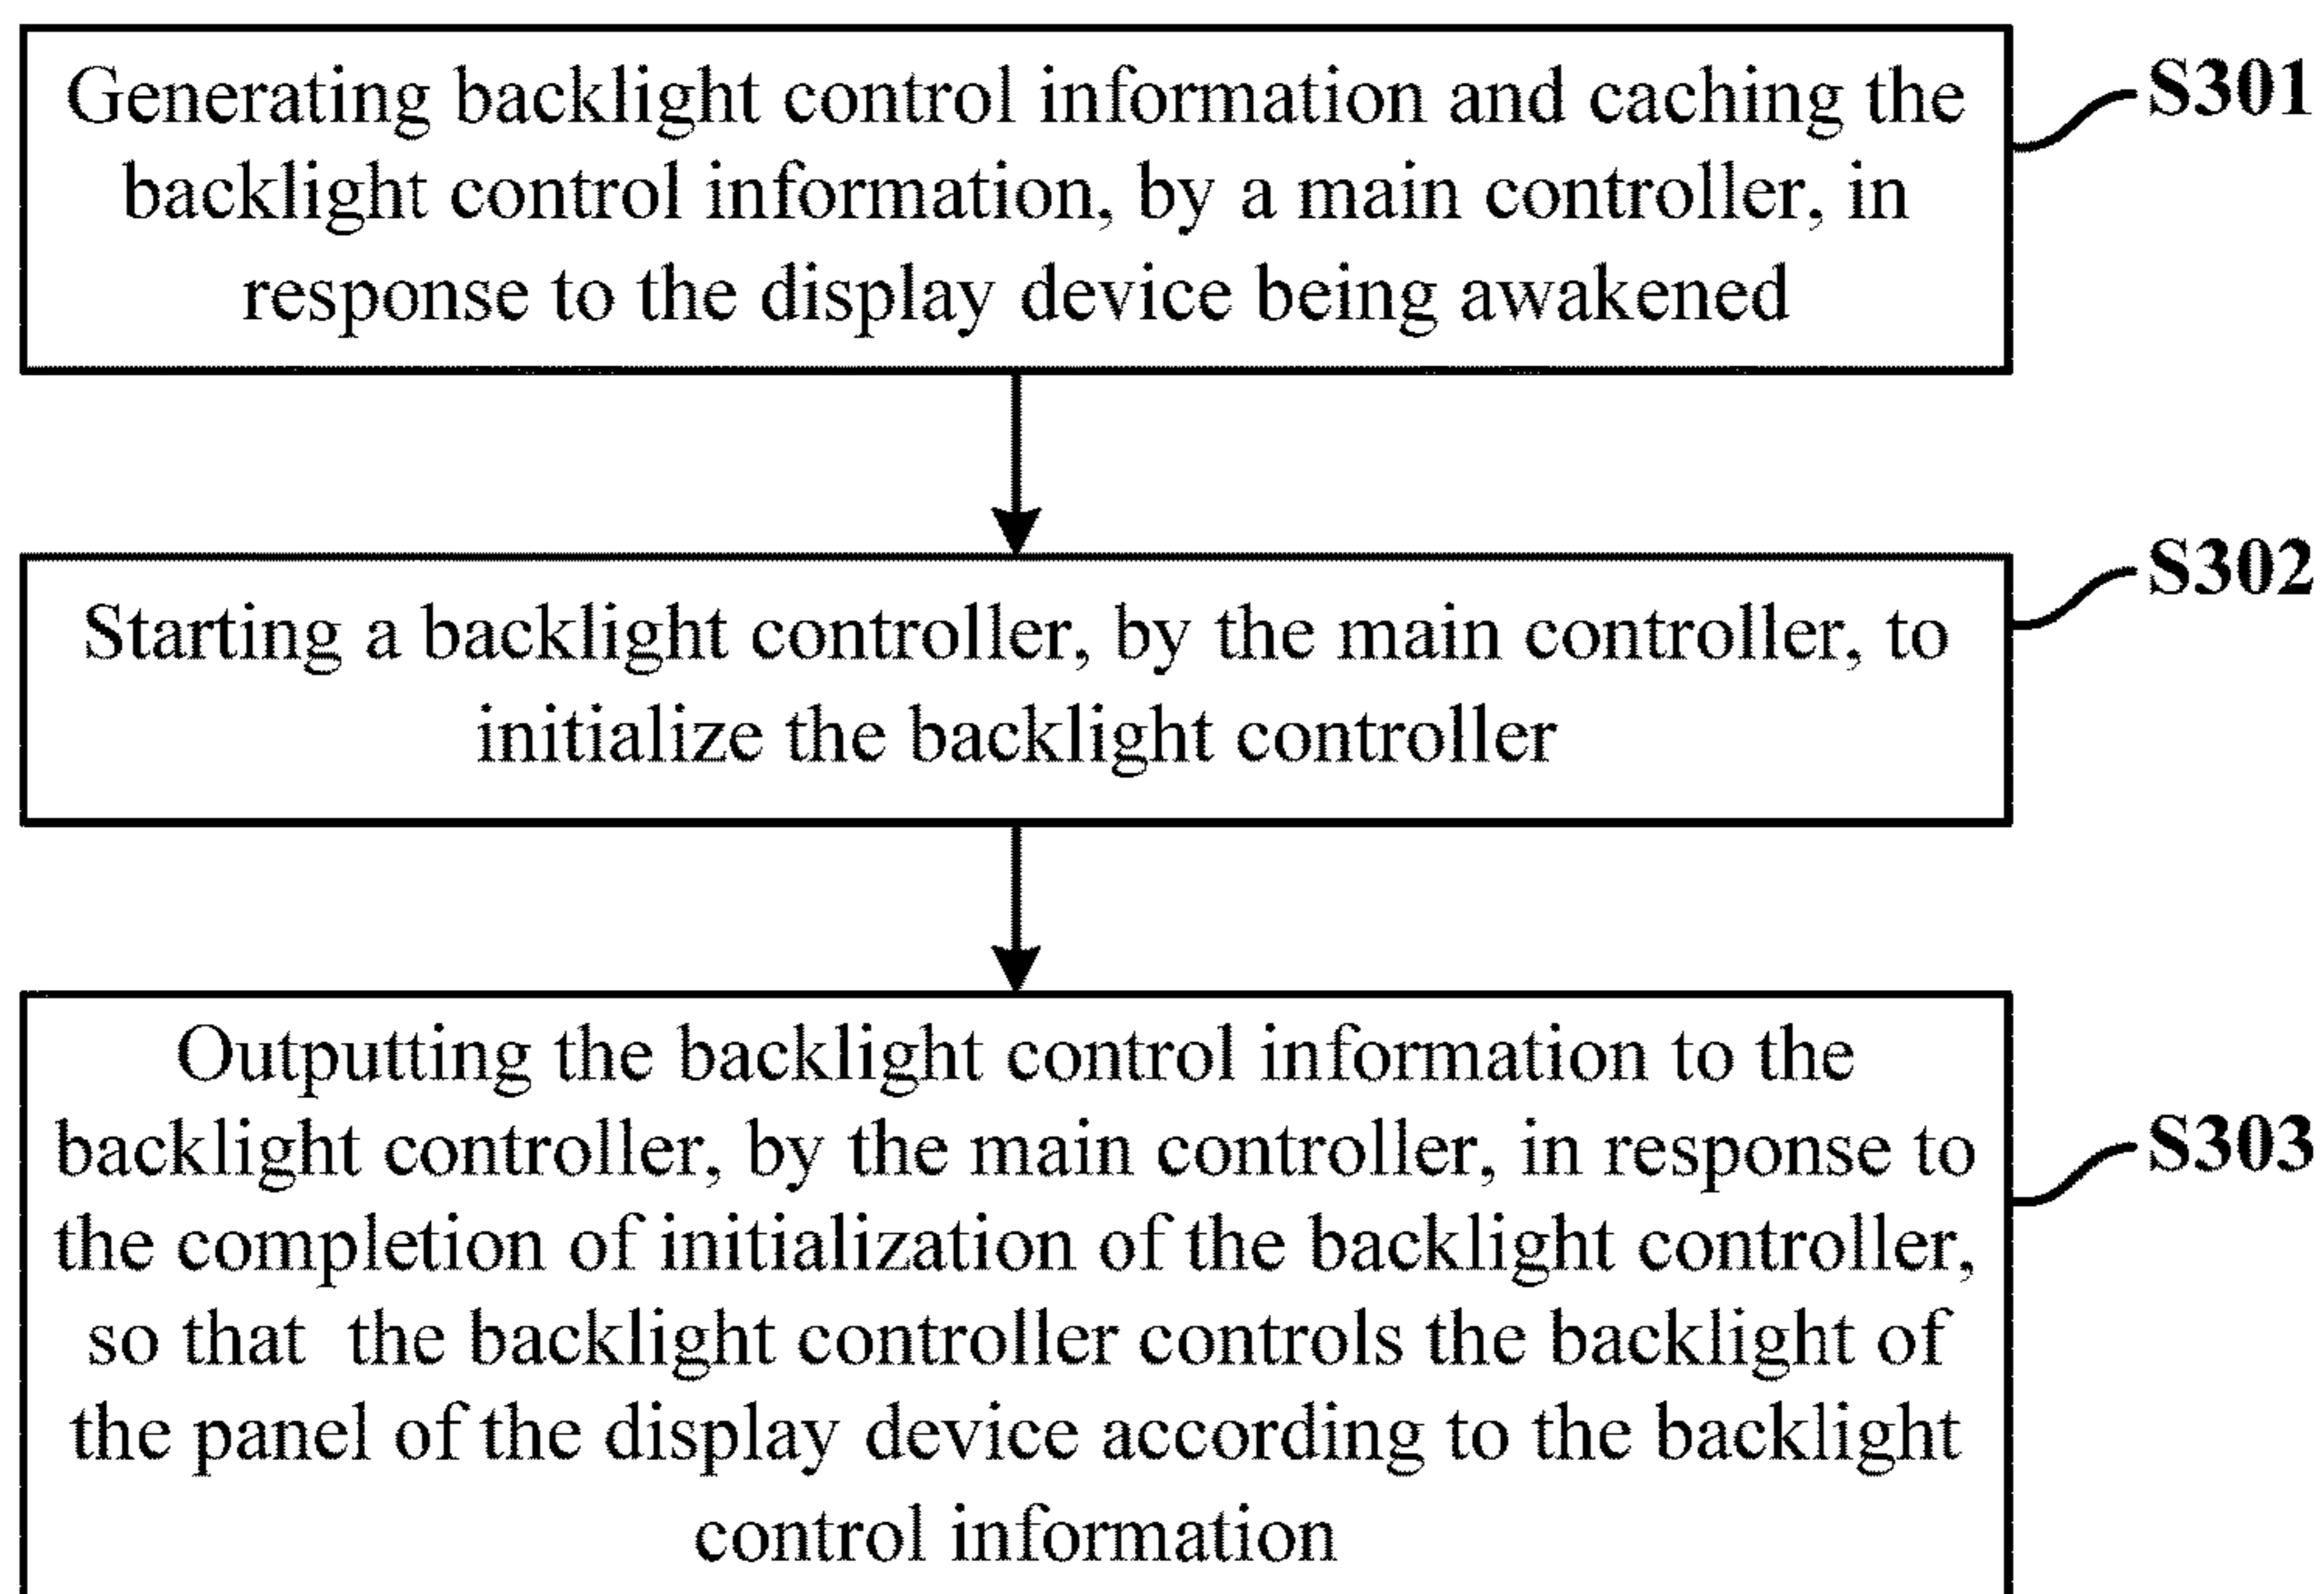 Generating backlight control information and caching the
backlight control information, by a main controller, in
response to the display device being awakened
S301
Starting a backlight controller, by the main controller, to
initialize the backlight controller
S302
Outputting the backlight control information to the
backlight controller, by the main controller, in response to
the completion of initialization of the backlight controller,
so that the backlight controller controls the backlight of
the panel of the display device according to the backlight
control information
S303